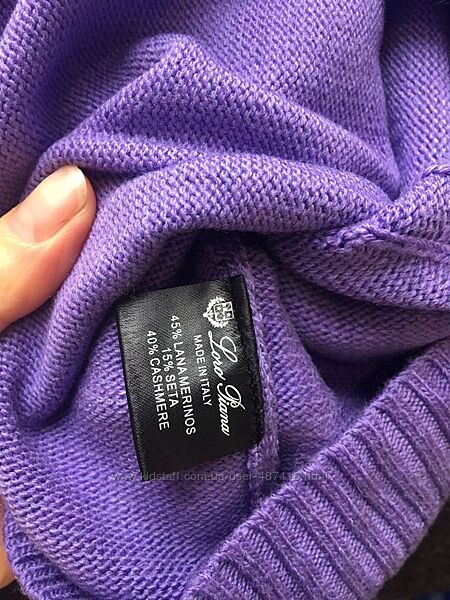 Loro Piana
MADE IN ITALY
45% LANA MERINOS
15% SETA
40% CASHMERE